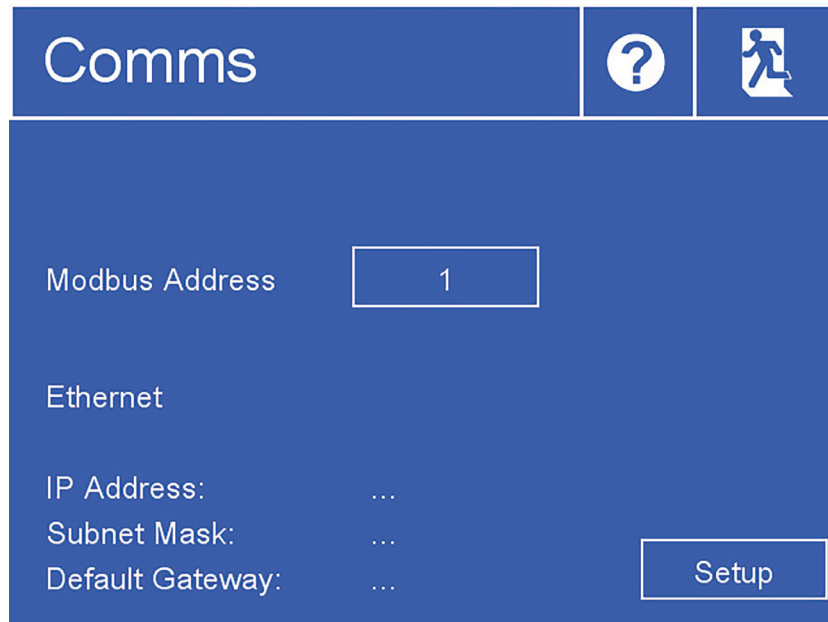 Comms
?
Modbus Address 1
Ethernet
IP Address: ...
Subnet Mask: ...
Default Gateway: ...
Setup